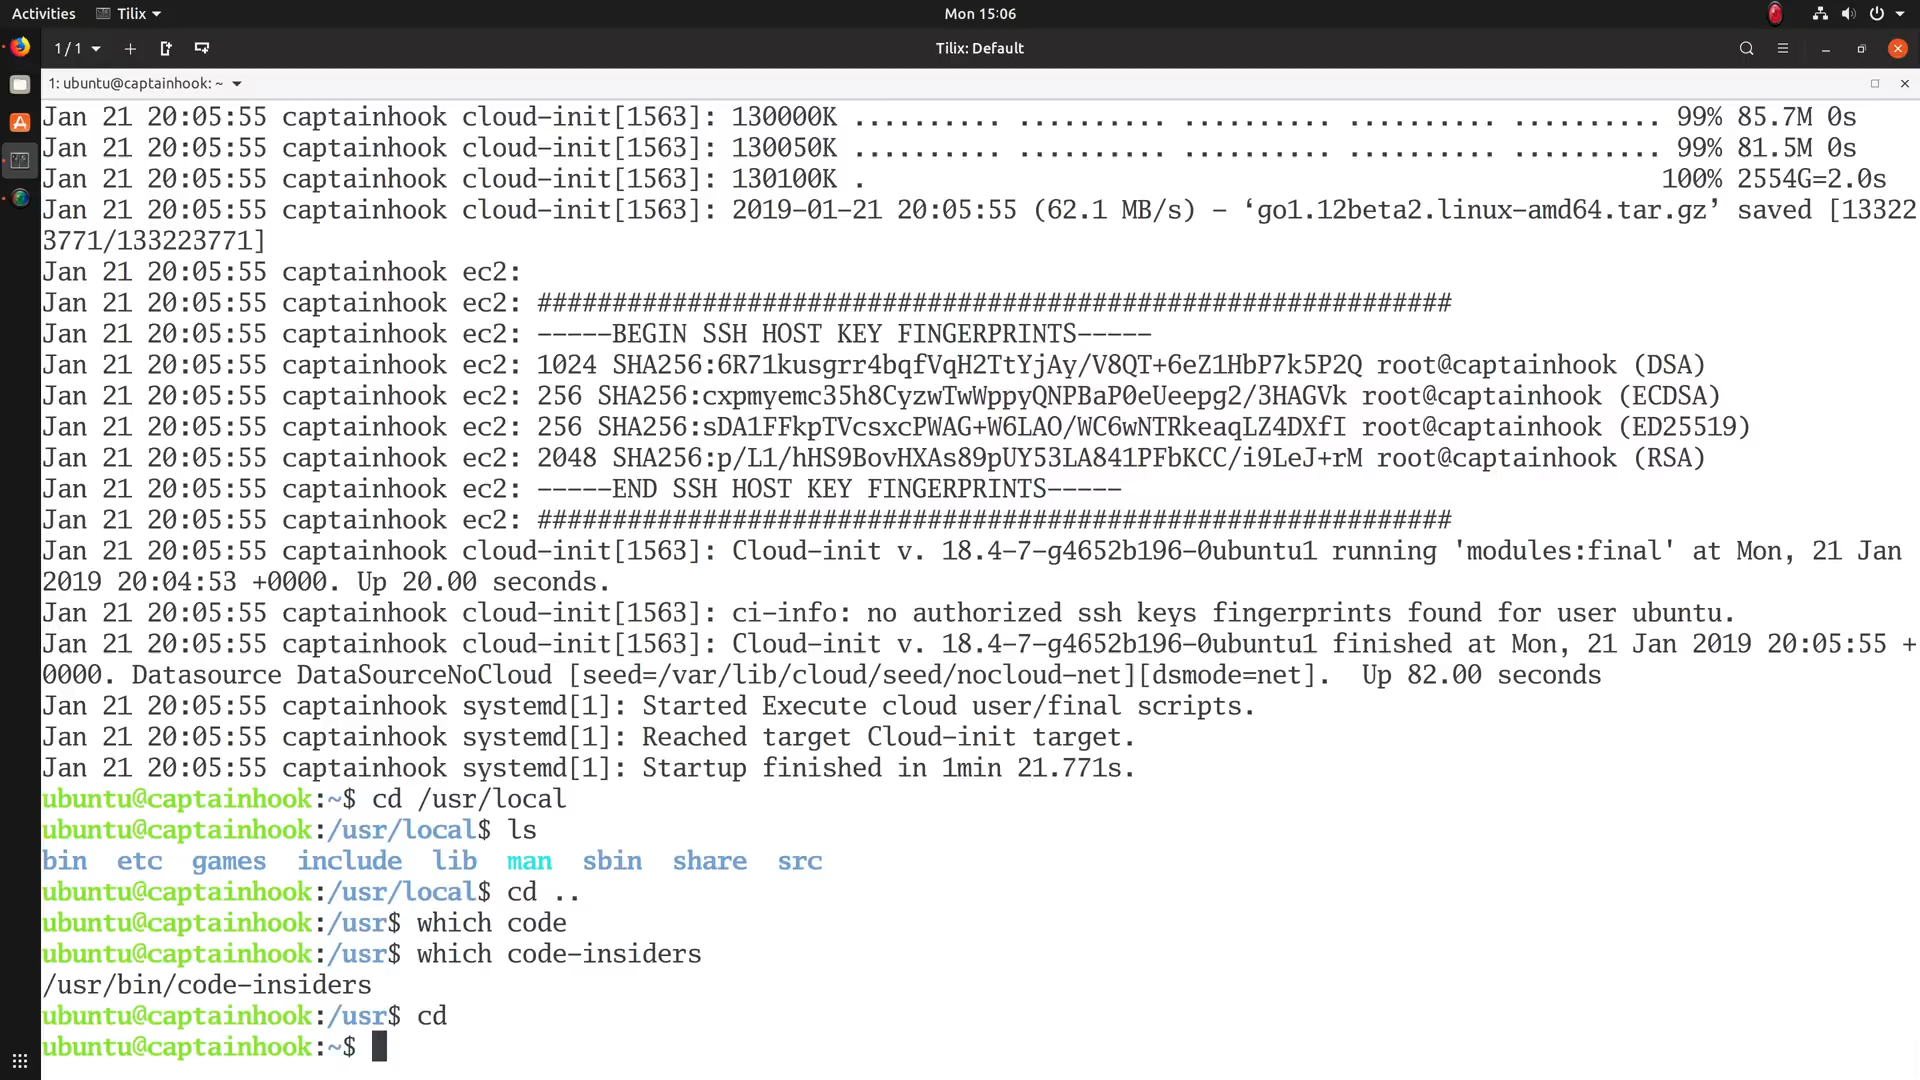 Activities Tilix Mon 15:06
1 / 1 Tilix: Default
1: ubuntu@captainhook: ~
Jan 21 20:05:55 captainhook cloud-init[1563]: 130000K .......... .......... .......... .......... .......... 99% 85.7M 0s
Jan 21 20:05:55 captainhook cloud-init[1563]: 130050K .......... .......... .......... .......... .......... 99% 81.5M 0s
Jan 21 20:05:55 captainhook cloud-init[1563]: 130100K . 100% 2554G=2.0s
Jan 21 20:05:55 captainhook cloud-init[1563]: 2019-01-21 20:05:55 (62.1 MB/s) - ‘go1.12beta2.linux-amd64.tar.gz’ saved [13322
3771/133223771]
Jan 21 20:05:55 captainhook ec2:
Jan 21 20:05:55 captainhook ec2: #############################################################
Jan 21 20:05:55 captainhook ec2: -----BEGIN SSH HOST KEY FINGERPRINTS-----
Jan 21 20:05:55 captainhook ec2: 1024 SHA256:6R71kusgrr4bqfVqH2TtYjAy/V8QT+6eZ1HbP7k5P2Q root@captainhook (DSA)
Jan 21 20:05:55 captainhook ec2: 256 SHA256:cxpmyemc35h8CyzwTwWppyQNPBaP0eUeepg2/3HAGVk root@captainhook (ECDSA)
Jan 21 20:05:55 captainhook ec2: 256 SHA256:sDA1FFkpTVcsxcPWAG+W6LAO/WC6wNTRkeaqLZ4DXfI root@captainhook (ED25519)
Jan 21 20:05:55 captainhook ec2: 2048 SHA256:p/L1/hHS9BovHXAs89pUY53LA841PFbKCC/i9LeJ+rM root@captainhook (RSA)
Jan 21 20:05:55 captainhook ec2: -----END SSH HOST KEY FINGERPRINTS-----
Jan 21 20:05:55 captainhook ec2: #############################################################
Jan 21 20:05:55 captainhook cloud-init[1563]: Cloud-init v. 18.4-7-g4652b196-0ubuntu1 running 'modules:final' at Mon, 21 Jan
2019 20:04:53 +0000. Up 20.00 seconds.
Jan 21 20:05:55 captainhook cloud-init[1563]: ci-info: no authorized ssh keys fingerprints found for user ubuntu.
Jan 21 20:05:55 captainhook cloud-init[1563]: Cloud-init v. 18.4-7-g4652b196-0ubuntu1 finished at Mon, 21 Jan 2019 20:05:55 +
0000. Datasource DataSourceNoCloud [seed=/var/lib/cloud/seed/nocloud-net][dsmode=net].  Up 82.00 seconds
Jan 21 20:05:55 captainhook systemd[1]: Started Execute cloud user/final scripts.
Jan 21 20:05:55 captainhook systemd[1]: Reached target Cloud-init target.
Jan 21 20:05:55 captainhook systemd[1]: Startup finished in 1min 21.771s.
ubuntu@captainhook:~$ cd /usr/local
ubuntu@captainhook:/usr/local$ ls
bin  etc  games  include  lib  man  sbin  share  src
ubuntu@captainhook:/usr/local$ cd ..
ubuntu@captainhook:/usr$ which code
ubuntu@captainhook:/usr$ which code-insiders
/usr/bin/code-insiders
ubuntu@captainhook:/usr$ cd
ubuntu@captainhook:~$